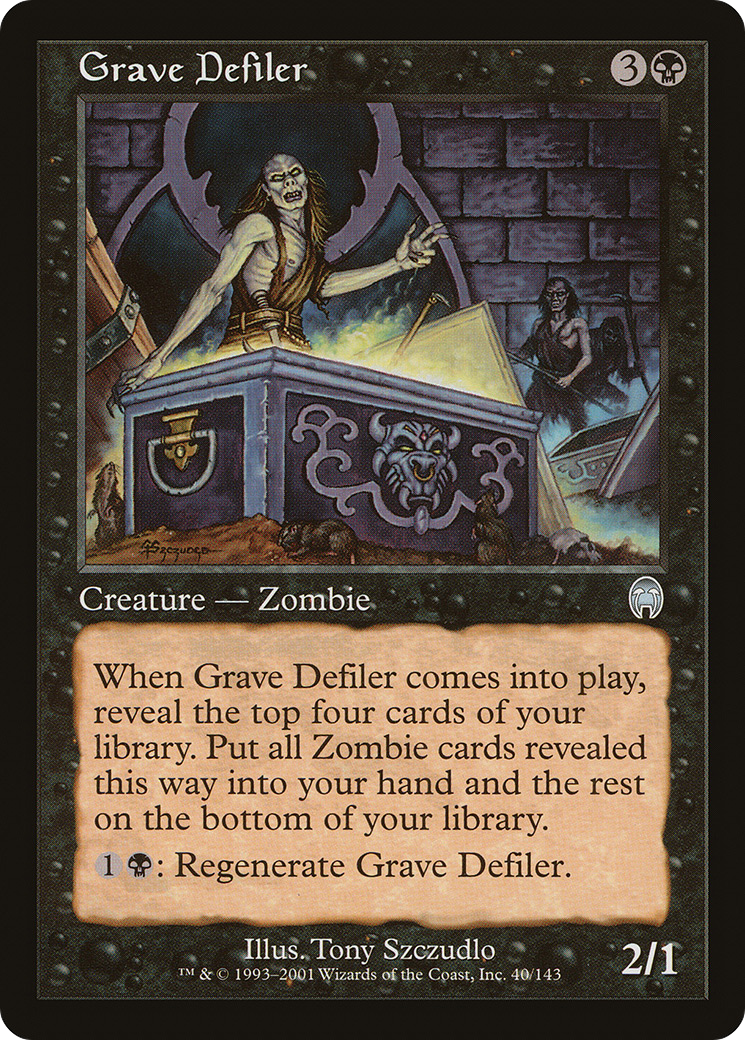 Grave Defiler 3
SZCZUDLO
Creature — Zombie
When Grave Defiler comes into play,
reveal the top four cards of your
library. Put all Zombie cards revealed
this way into your hand and the rest
on the bottom of your library.
1 : Regenerate Grave Defiler.
Illus. Tony Szczudlo
™ & © 1993–2001 Wizards of the Coast, Inc. 40/143
2/1